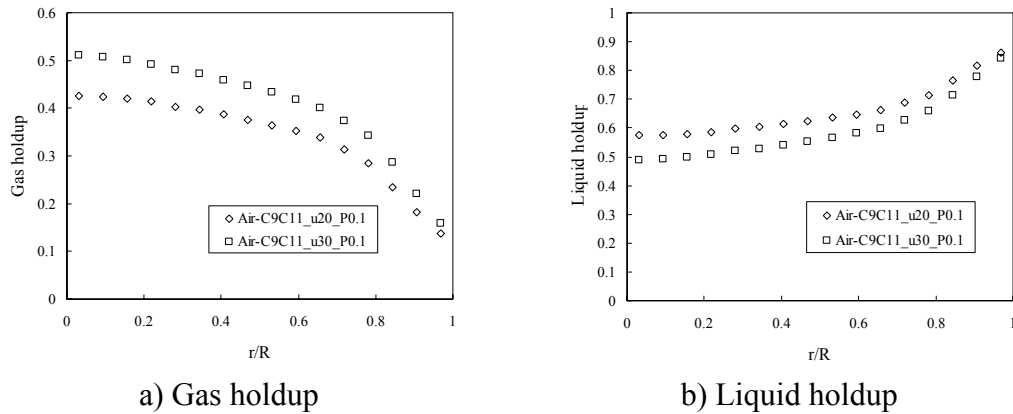 0.6
0.5
0.4
0.3
0.2
0.1
0
Gas holdup
0 0.2 0.4 0.6 0.8 1
r/R
Air-C9C11_u20_P0.1
Air-C9C11_u30_P0.1
a) Gas holdup
1
0.9
0.8
0.7
0.6
0.5
0.4
0.3
0.2
0.1
0
Liquid holdup
0 0.2 0.4 0.6 0.8 1
r/R
Air-C9C11_u20_P0.1
Air-C9C11_u30_P0.1
b) Liquid holdup